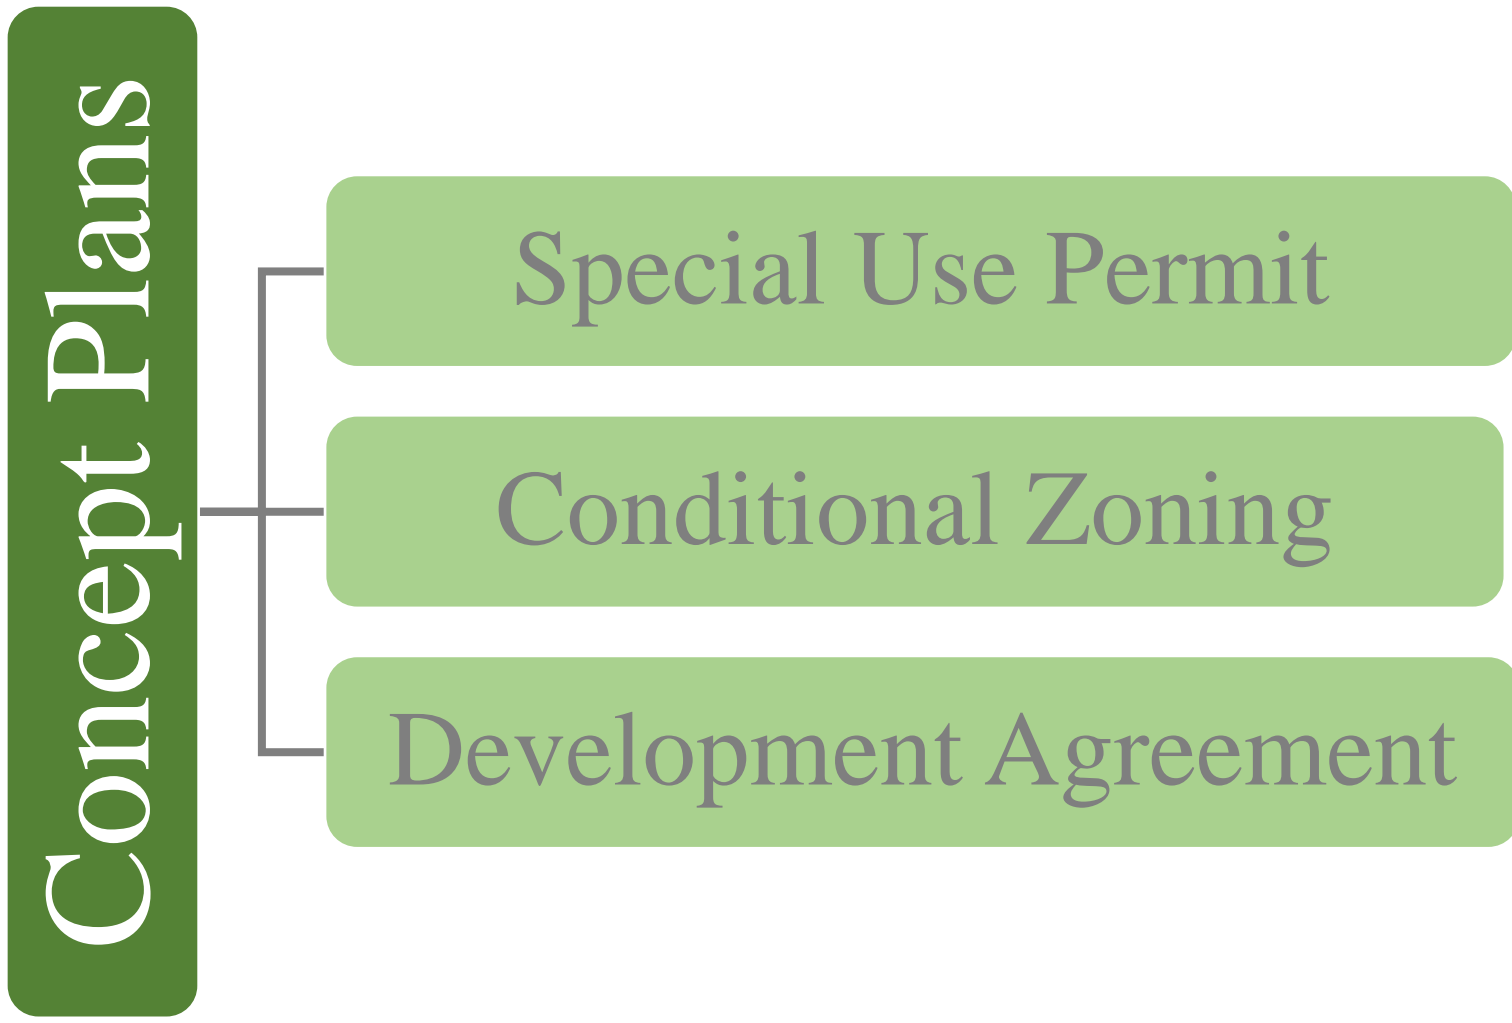 Concept Plans
Special Use Permit
Conditional Zoning
Development Agreement